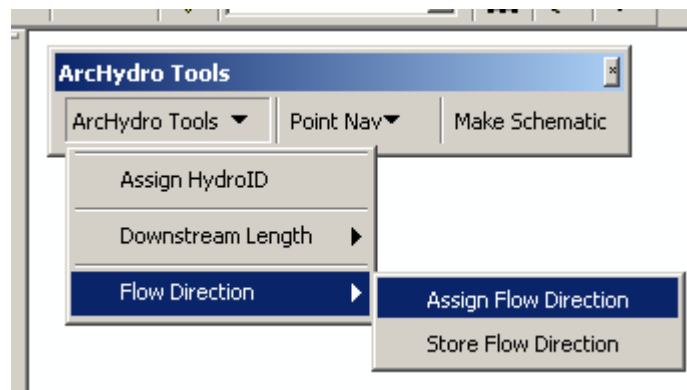 ArcHydro Tools
ArcHydro Tools Point Nav Make Schematic
Assign HydroID
Downstream Length
Flow Direction Assign Flow Direction
Store Flow Direction